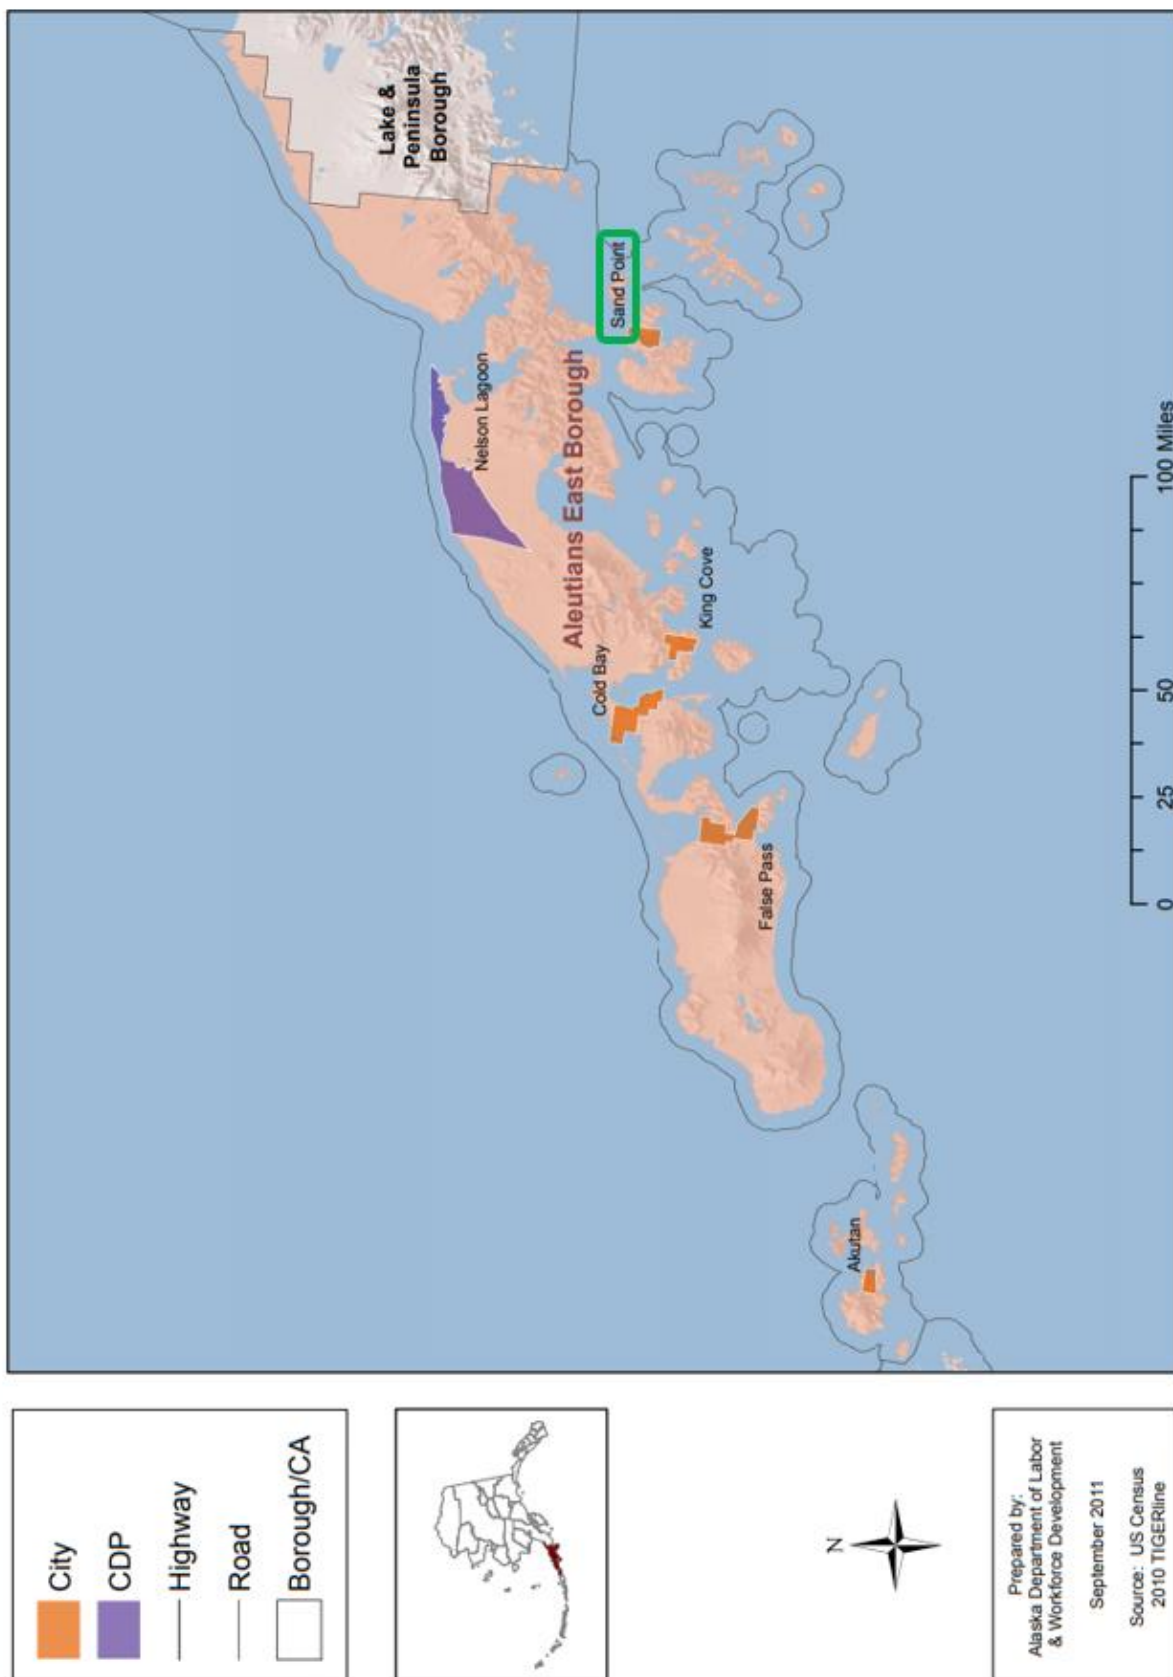 Lake &
Peninsula
Borough
Sand Point
Nelson Lagoon
Aleutians East Borough
King Cove
Cold Bay
False Pass
Akutan
0 25 50 100 Miles
City
CDP
Highway
Road
Borough/CA
N
Prepared by:
Alaska Department of Labor
& Workforce Development
September 2011
Source: US Census
2010 TIGERline